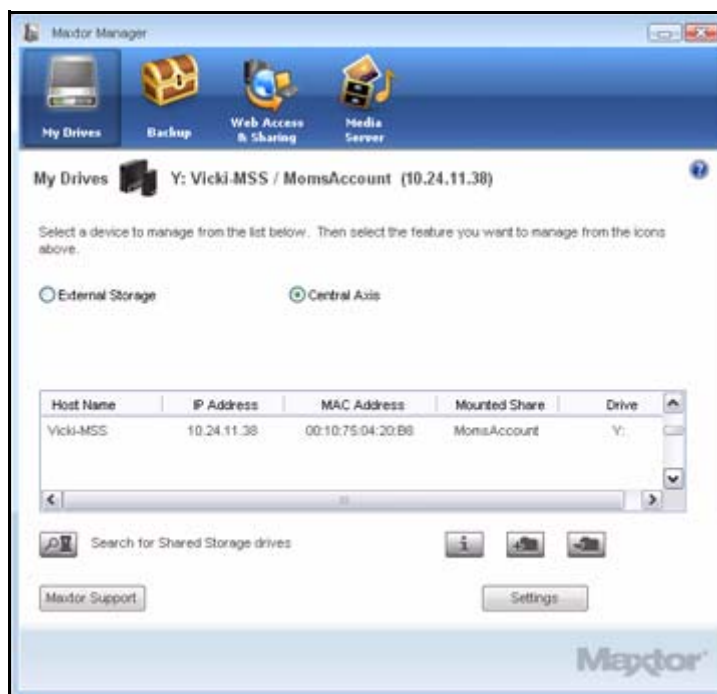 Maxtor Manager
My Drives
Backup
Web Access
& Sharing
Media
Server
My Drives Y: Vicki-MSS / MomsAccount (10.24.11.38)
Select a device to manage from the list below. Then select the feature you want to manage from the icons
above.
External Storage Central Axis
Host Name IP Address MAC Address Mounted Share Drive
Vicki-MSS 10.24.11.38 00:10:75:04:20:B6 MomsAccount Y:
Search for Shared Storage drives
Maxtor Support Settings
Maxtor